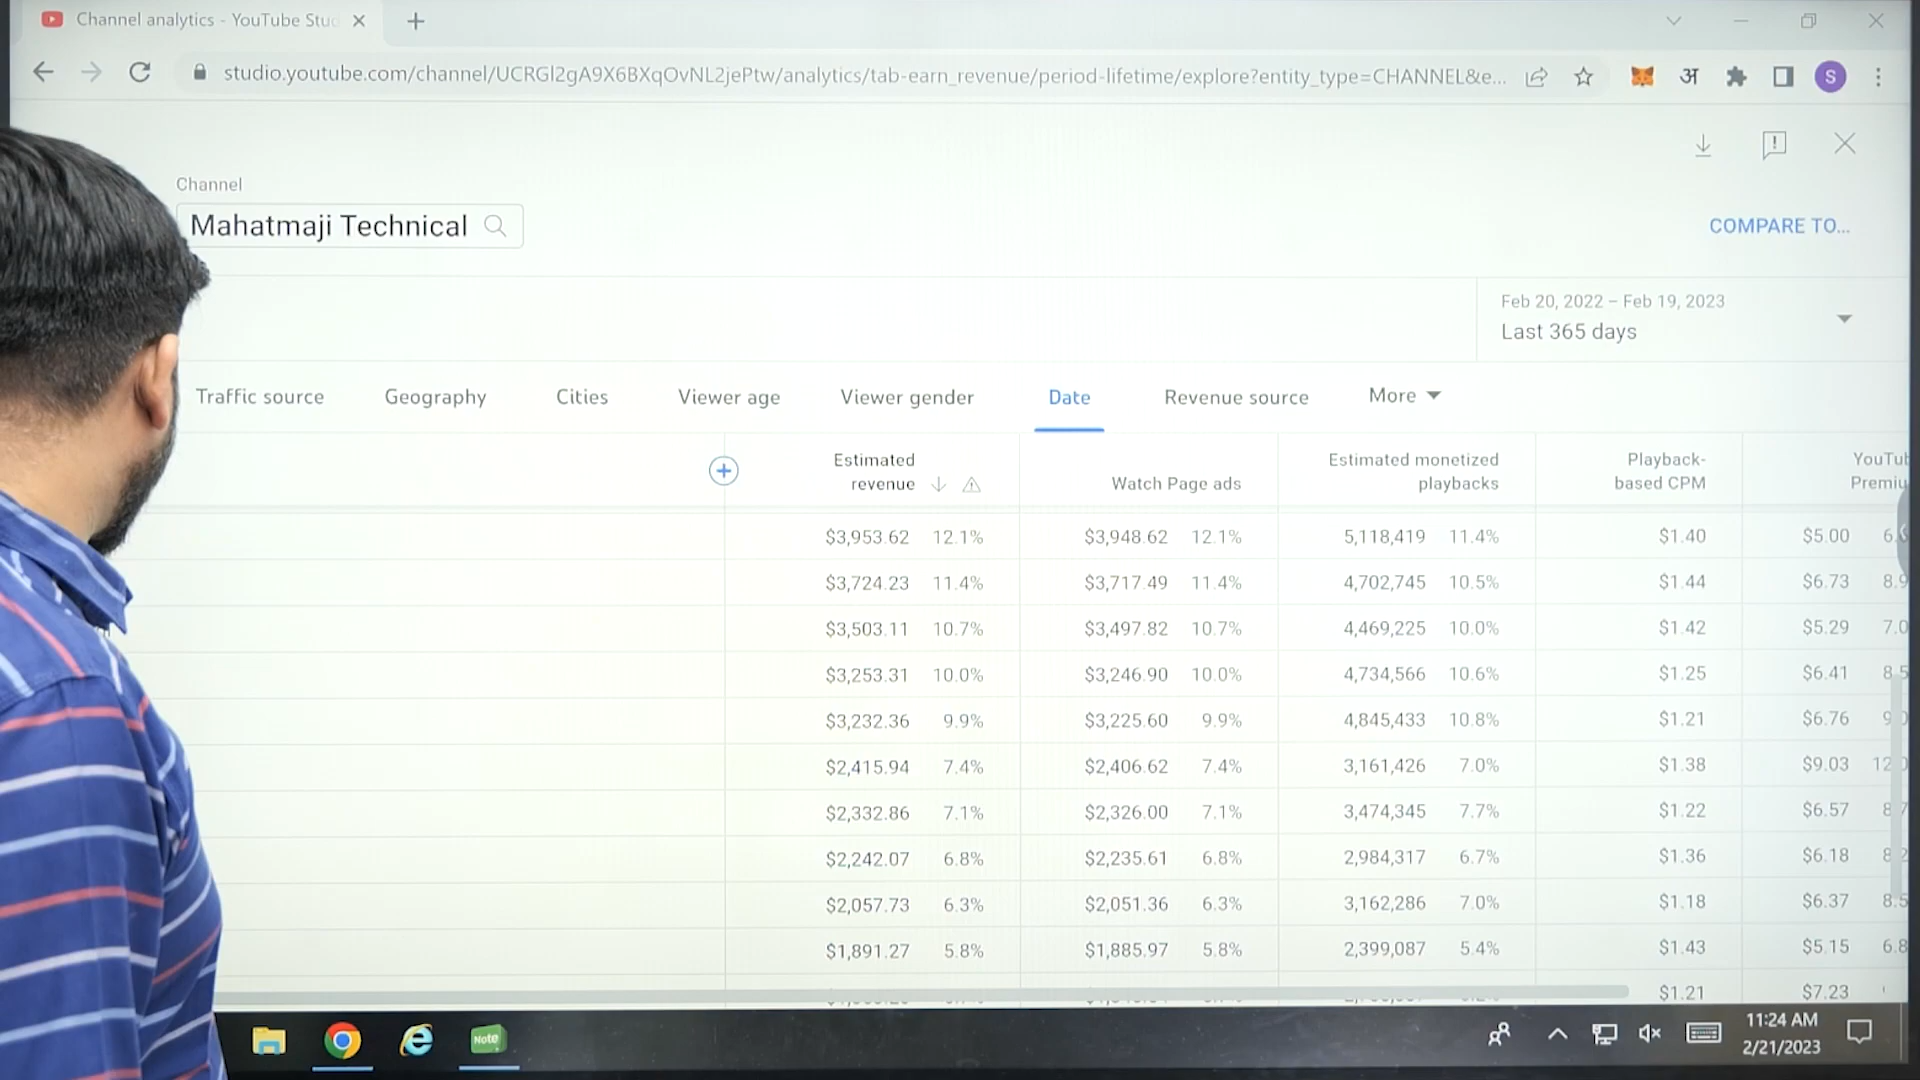 Channel analytics - YouTube Stu
studio.youtube.com/channel/UCRGl2gA9X6BXqOvNL2jePtw/analytics/tab-earn_revenue/period-lifetime/explore?entity_type=CHANNEL&e...
अ
S
Channel
Mahatmaji Technical
COMPARE TO...
Feb 20, 2022 – Feb 19, 2023
Last 365 days
Traffic source Geography Cities Viewer age Viewer gender Date Revenue source More
Estimated revenue Watch Page ads Estimated monetized playbacks Playback-based CPM YouTub Premiu
$3,953.62 12.1% $3,948.62 12.1% 5,118,419 11.4% $1.40 $5.00
$3,724.23 11.4% $3,717.49 11.4% 4,702,745 10.5% $1.44 $6.73 8.9
$3,503.11 10.7% $3,497.82 10.7% 4,469,225 10.0% $1.42 $5.29 7.0
$3,253.31 10.0% $3,246.90 10.0% 4,734,566 10.6% $1.25 $6.41 8.5
$3,232.36 9.9% $3,225.60 9.9% 4,845,433 10.8% $1.21 $6.76
$2,415.94 7.4% $2,406.62 7.4% 3,161,426 7.0% $1.38 $9.03
$2,332.86 7.1% $2,326.00 7.1% 3,474,345 7.7% $1.22 $6.57
$2,242.07 6.8% $2,235.61 6.8% 2,984,317 6.7% $1.36 $6.18
$2,057.73 6.3% $2,051.36 6.3% 3,162,286 7.0% $1.18 $6.37 8.5
$1,891.27 5.8% $1,885.97 5.8% 2,399,087 5.4% $1.43 $5.15 6.8
$1.21 $7.23
Note
11:24 AM
2/21/2023